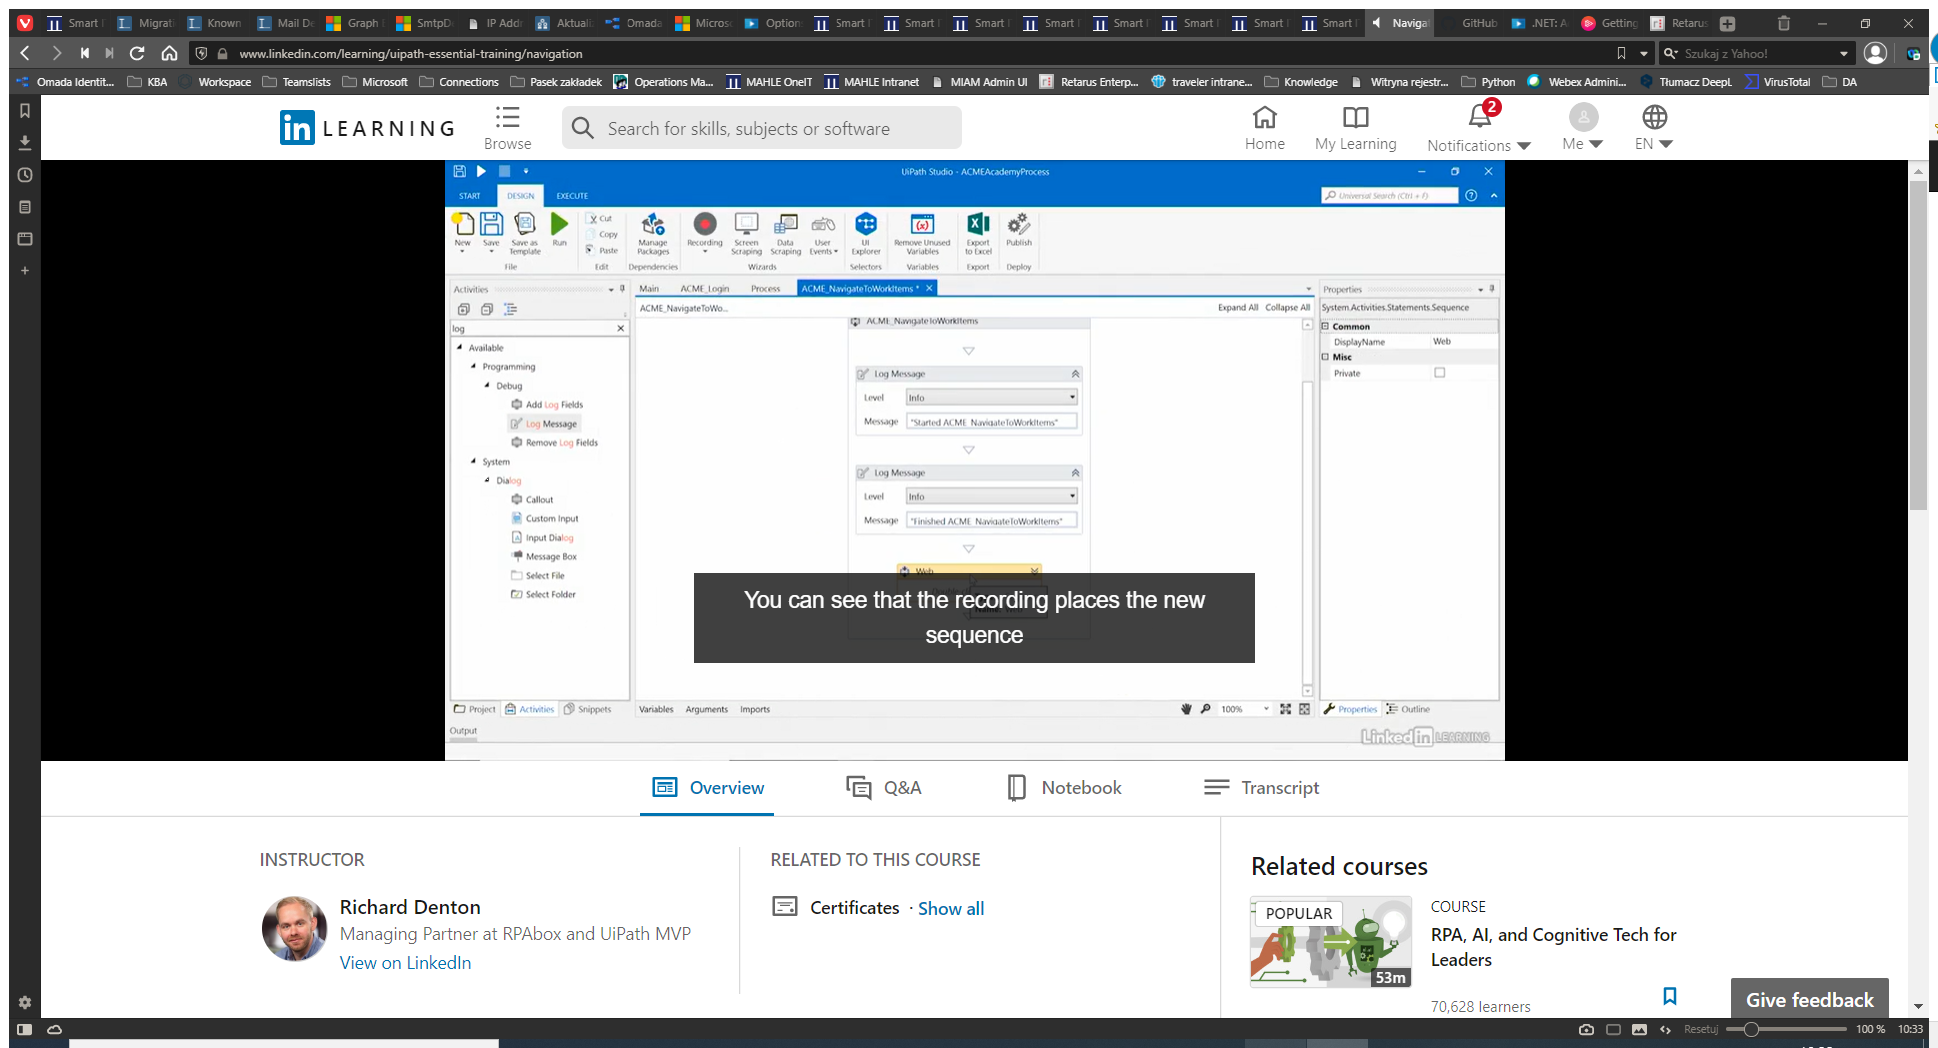 Smart
Migrati
Known
Mail De
Graph
SmtpDe
IP Addr
Aktuali
Omada
Micros
Option
Smart
Smart
Smart
Smart
Smart
Smart
Smart
Smart
Navigat
GitHub
.NET: A
Getting
Retarus
www.linkedin.com/learning/uipath-essential-training/navigation
Szukaj z Yahoo!
Omada Identit...
KBA
Workspace
Teamslists
Microsoft
Connections
Pasek zakładek
Operations Ma...
MAHLE OneIT
MAHLE Intranet
MIAM Admin UI
Retarus Enterp...
traveler intrane...
Knowledge
Witryna rejestr...
Python
Webex Admini...
Tłumacz DeepL
VirusTotal
DA
in LEARNING
Browse
Search for skills, subjects or software
Home
My Learning
2
Notifications
Me
EN
UiPath Studio - ACMEAcademyProcess
START
DESIGN
EXECUTE
Universal Search (Ctrl + F)
New
Save
Save as Template
Run
Cut
Copy
Paste
Manage Packages
Recording
Screen Scraping
Data Scraping
User Events
UI Explorer
Remove Unused Variables
Export to Excel
Publish
File
Edit
Dependencies
Wizards
Selectors
Variables
Export
Deploy
Activities
Main
ACME_Login
Process
ACME_NavigateToWorkItems *
Properties
ACME_NavigateToWo...
Expand All
Collapse All
System.Activities.Statements.Sequence
log
Available
Programming
Debug
Add Log Fields
Log Message
Remove Log Fields
System
Dialog
Callout
Custom Input
Input Dialog
Message Box
Select File
Select Folder
ACME_NavigateToWorkItems
Log Message
Level
Info
Message
"Started ACME_NavigateToWorkItems"
Log Message
Level
Info
Message
"Finished ACME_NavigateToWorkItems"
Web
Common
DisplayName
Web
Misc
Private
You can see that the recording places the new
sequence
Project
Activities
Snippets
Variables
Arguments
Imports
100%
Properties
Outline
Output
Linked in LEARNING
Overview
Q&A
Notebook
Transcript
INSTRUCTOR
Richard Denton
Managing Partner at RPAbox and UiPath MVP
View on LinkedIn
RELATED TO THIS COURSE
Certificates · Show all
Related courses
POPULAR
53m
COURSE
RPA, AI, and Cognitive Tech for
Leaders
70,628 learners
Give feedback
Resetuj
100 %
10:33